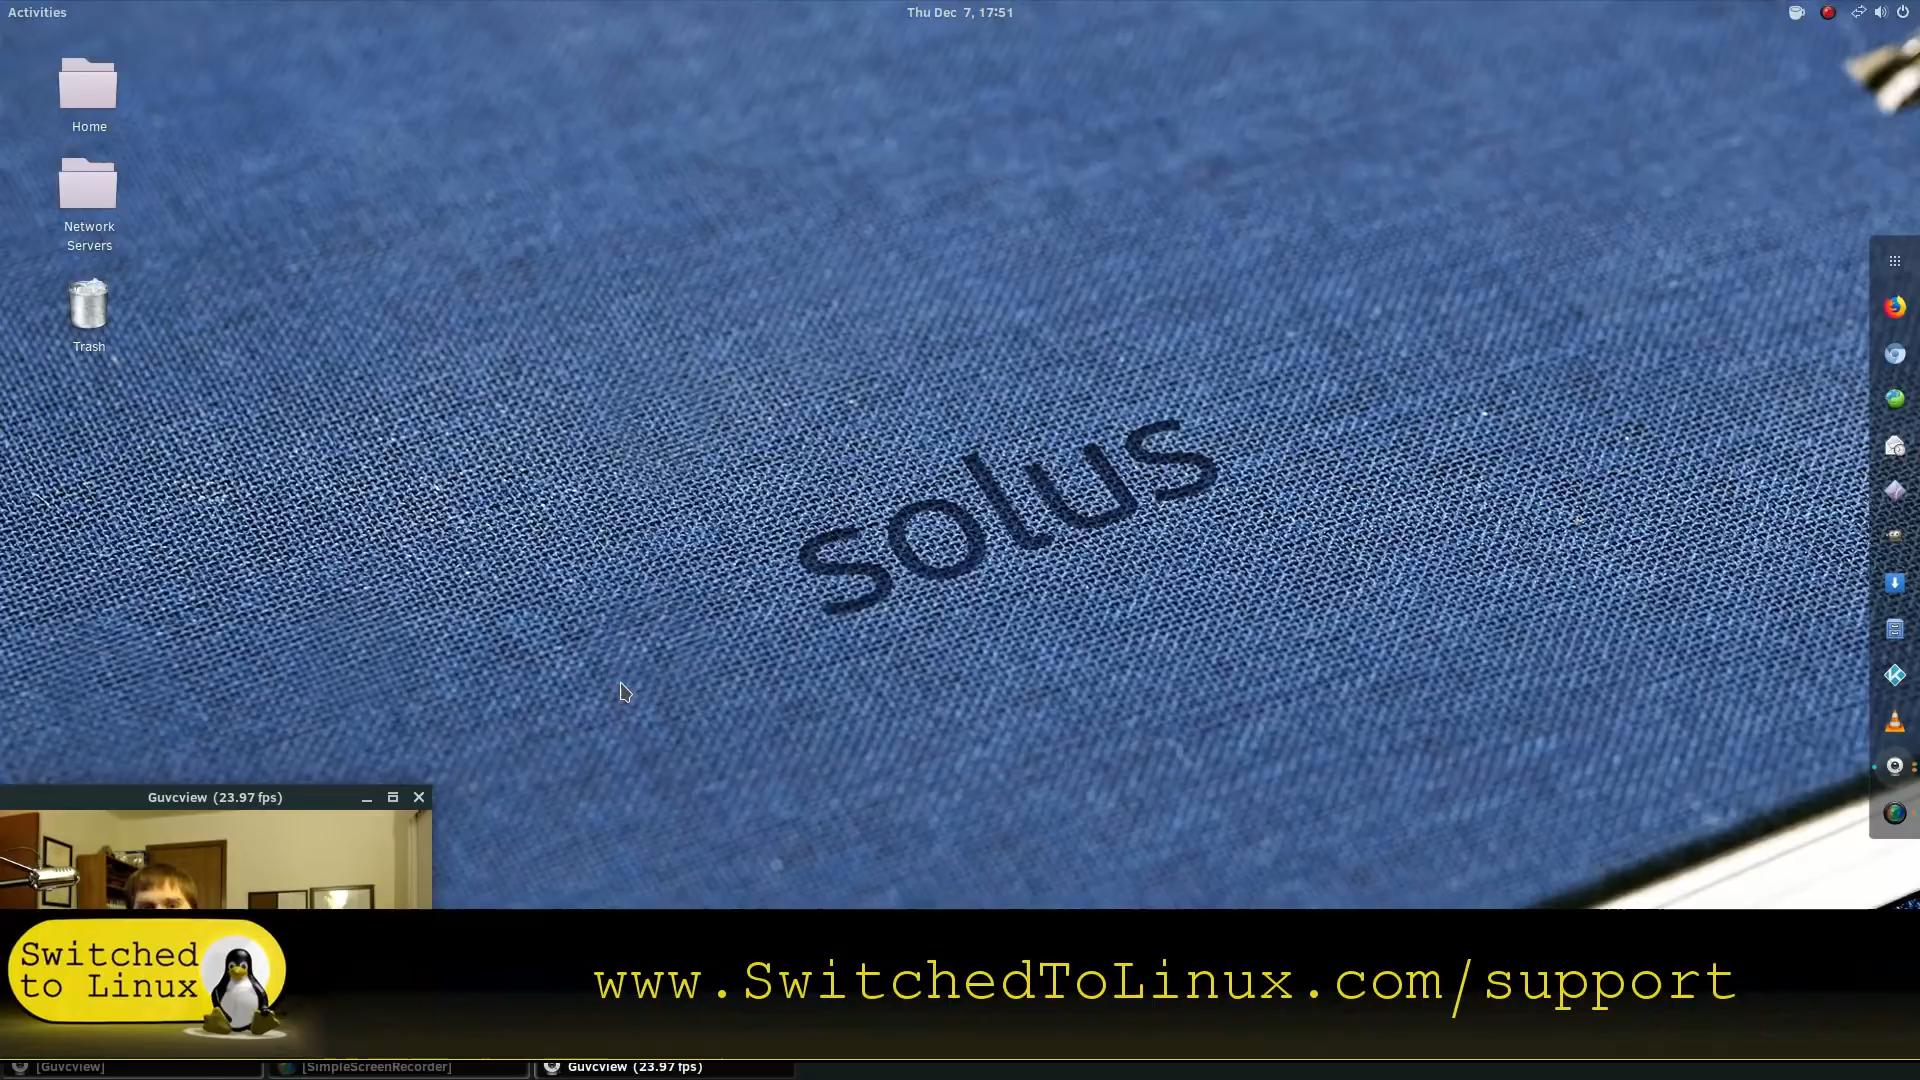 Activities
Thu Dec 7, 17:51
Home
Network
Servers
Trash
solus
Guvcview (23.97 fps)
Switched
to Linux
www.SwitchedToLinux.com/support
[Guvcview]
[SimpleScreenRecorder]
Guvcview (23.97 fps)